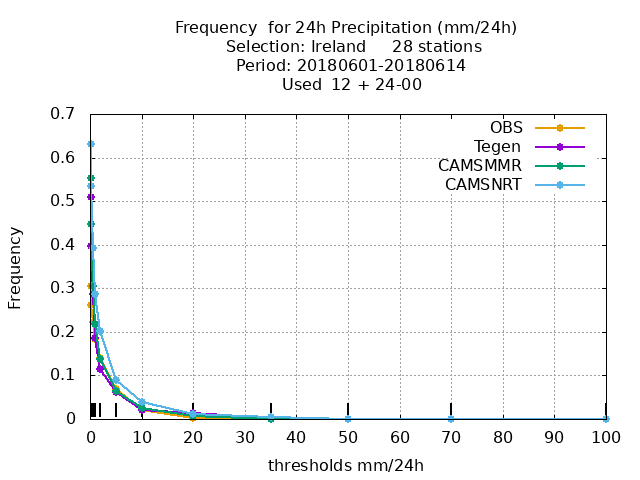 Frequency  for 24h Precipitation (mm/24h)
Selection: Ireland     28 stations
Period: 20180601-20180614
Used  12 + 24-00
OBS
Tegen
CAMSMMR
CAMSNRT
Frequency
0.7
0.6
0.5
0.4
0.3
0.2
0.1
0
0 10 20 30 40 50 60 70 80 90 100
thresholds mm/24h